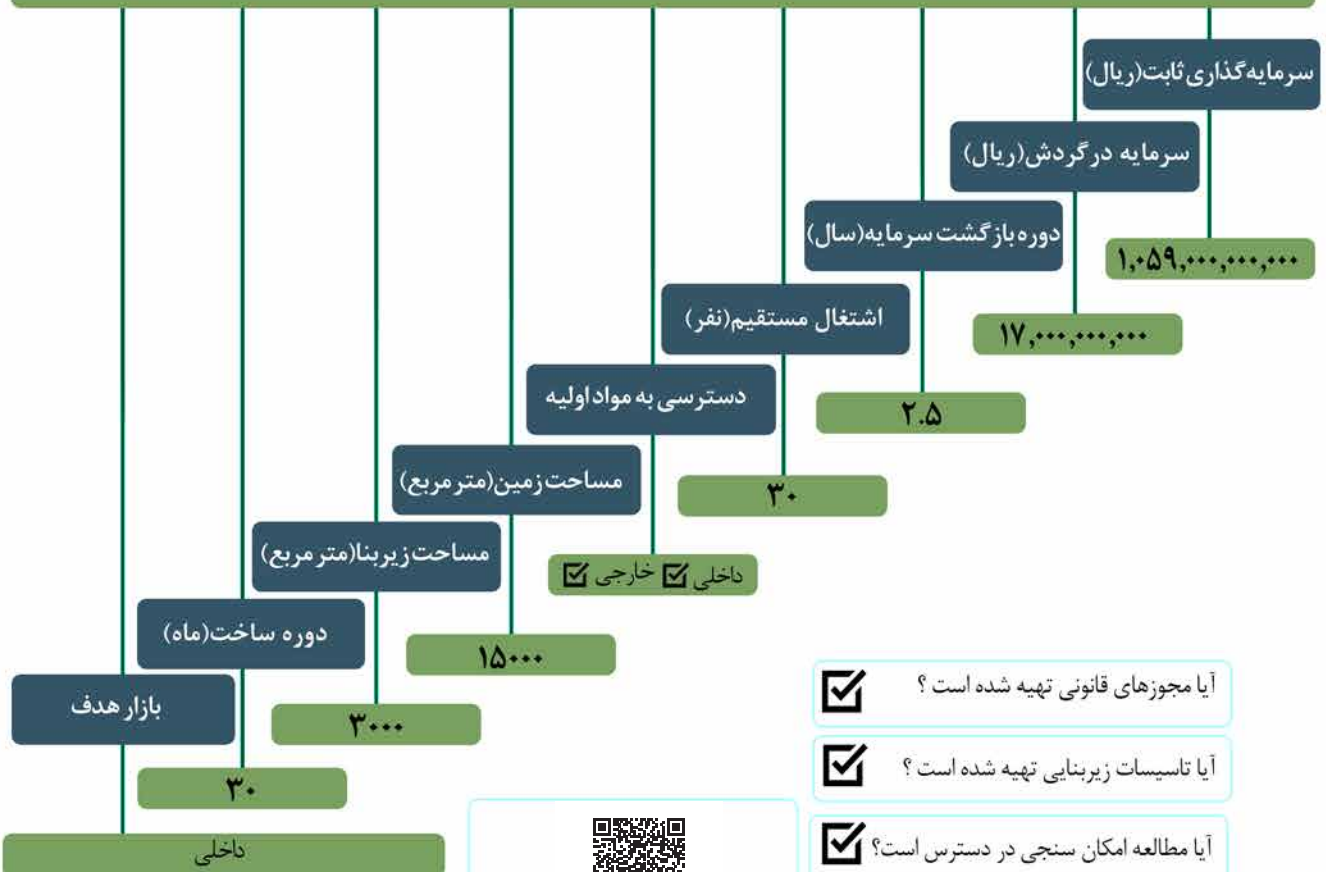 سرمایه‌گذاری ثابت(ریال)
۱,۰۵۹,۰۰۰,۰۰۰,۰۰۰
سرمایه در گردش(ریال)
۱۷,۰۰۰,۰۰۰,۰۰۰
دوره بازگشت سرمایه(سال)
۲.۵
اشتغال مستقیم(نفر)
۳۰
دسترسی به مواد اولیه
داخلی ☑ خارجی ☑
مساحت زمین(متر مربع)
۱۵۰۰۰
مساحت زیربنا(متر مربع)
۳۰۰۰
دوره ساخت(ماه)
۳۰
بازار هدف
داخلی
آیا مجوزهای قانونی تهیه شده است ؟ ☑
آیا تاسیسات زیربنایی تهیه شده است ؟ ☑
آیا مطالعه امکان سنجی در دسترس است؟ ☑